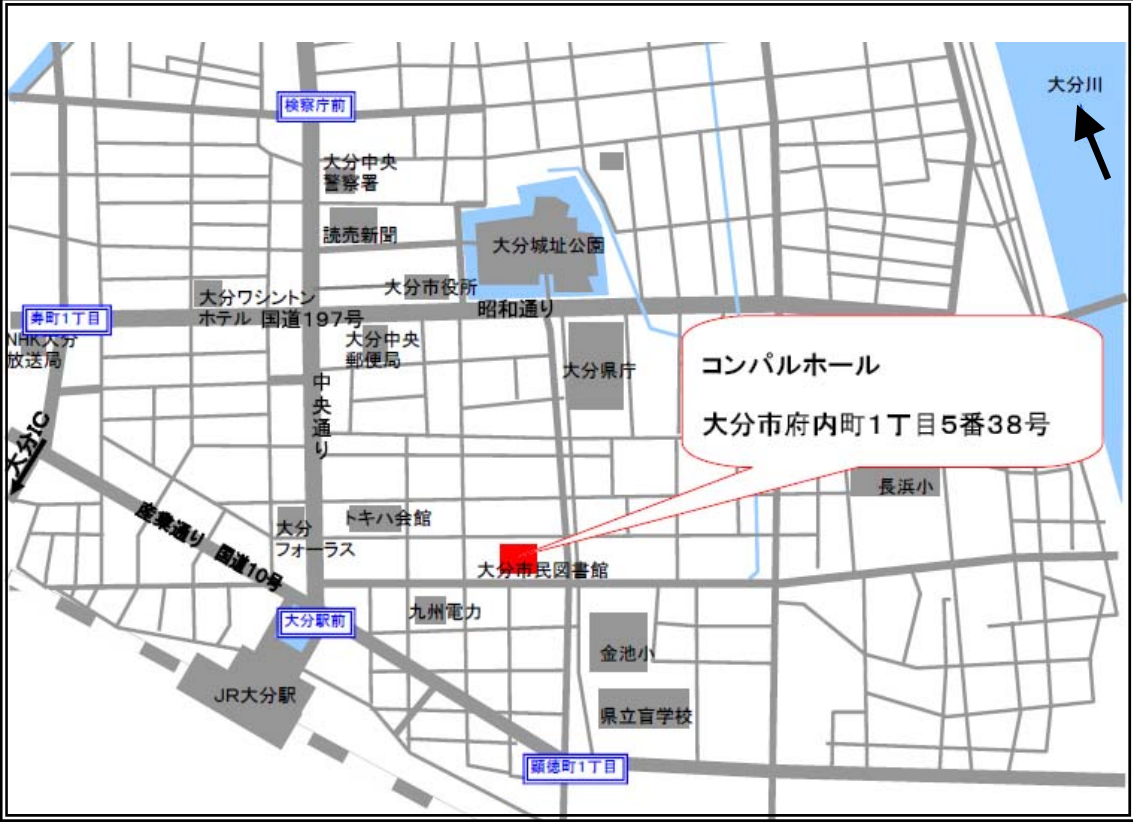 大分川
検察庁前
大分中央
警察署
読売新聞
大分城址公園
大分市役所
大分ワシントン
ホテル 国道197号
昭和通り
寿町1丁目
NHK大分
放送局
大分中央
郵便局
大分県庁
コンパルホール
大分市府内町1丁目5番38号
中央通り
大分IC
長浜小
産業通り 国道10号
大分
フォーラス
トキハ会館
大分市民図書館
大分駅前
九州電力
金池小
JR大分駅
県立盲学校
顕徳町1丁目